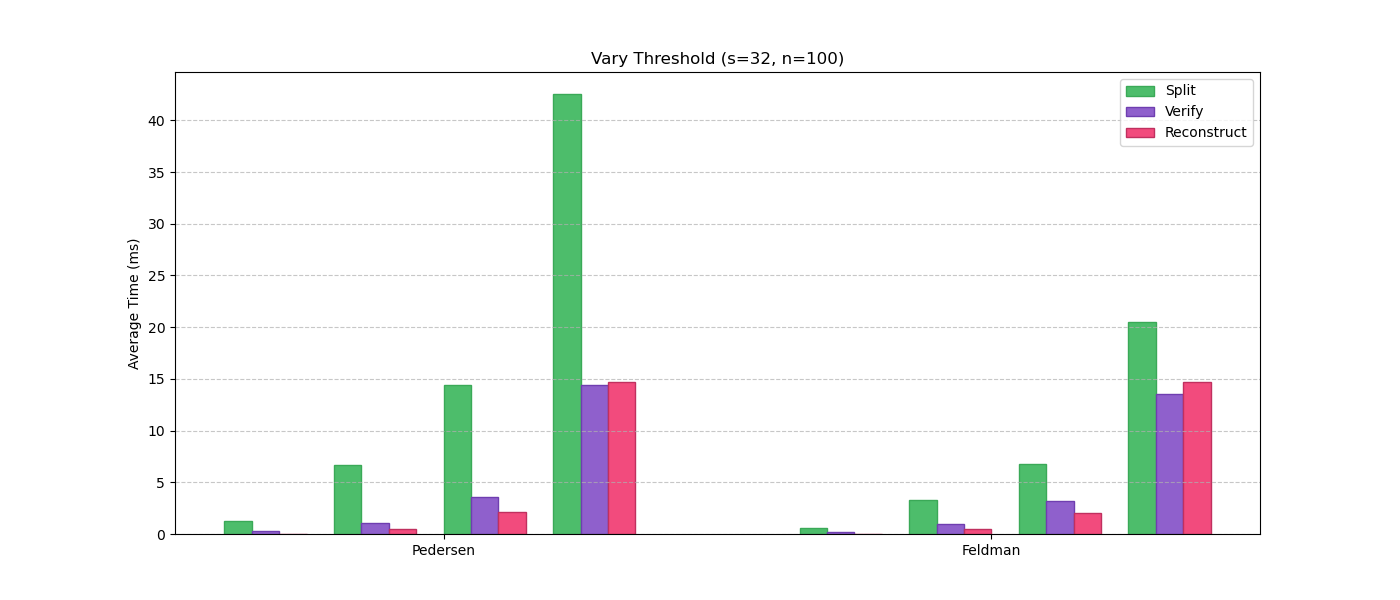 Vary Threshold (s=32, n=100)
Split
Verify
Reconstruct
Average Time (ms)
40
35
30
25
20
15
10
5
0
Pedersen
Feldman